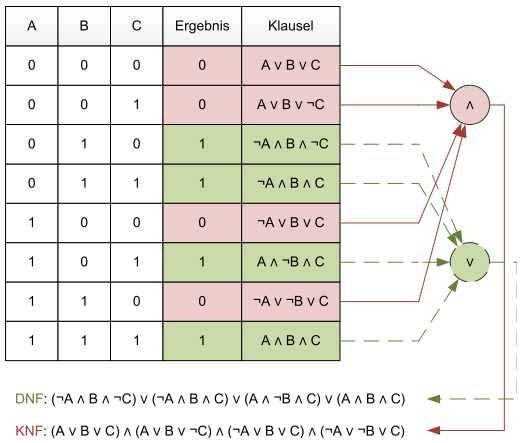 A B C Ergebnis Klausel
0 0 0 0 A ∨ B ∨ C
0 0 1 0 A ∨ B ∨ ¬C
0 1 0 1 ¬A ∧ B ∧ ¬C
0 1 1 1 ¬A ∧ B ∧ C
1 0 0 0 ¬A ∨ B ∨ C
1 0 1 1 A ∧ ¬B ∧ C
1 1 0 0 ¬A ∨ ¬B ∨ C
1 1 1 1 A ∧ B ∧ C
∧
∨
DNF: (¬A ∧ B ∧ ¬C) ∨ (¬A ∧ B ∧ C) ∨ (A ∧ ¬B ∧ C) ∨ (A ∧ B ∧ C)
KNF: (A ∨ B ∨ C) ∧ (A ∨ B ∨ ¬C) ∧ (¬A ∨ B ∨ C) ∧ (¬A ∨ ¬B ∨ C)